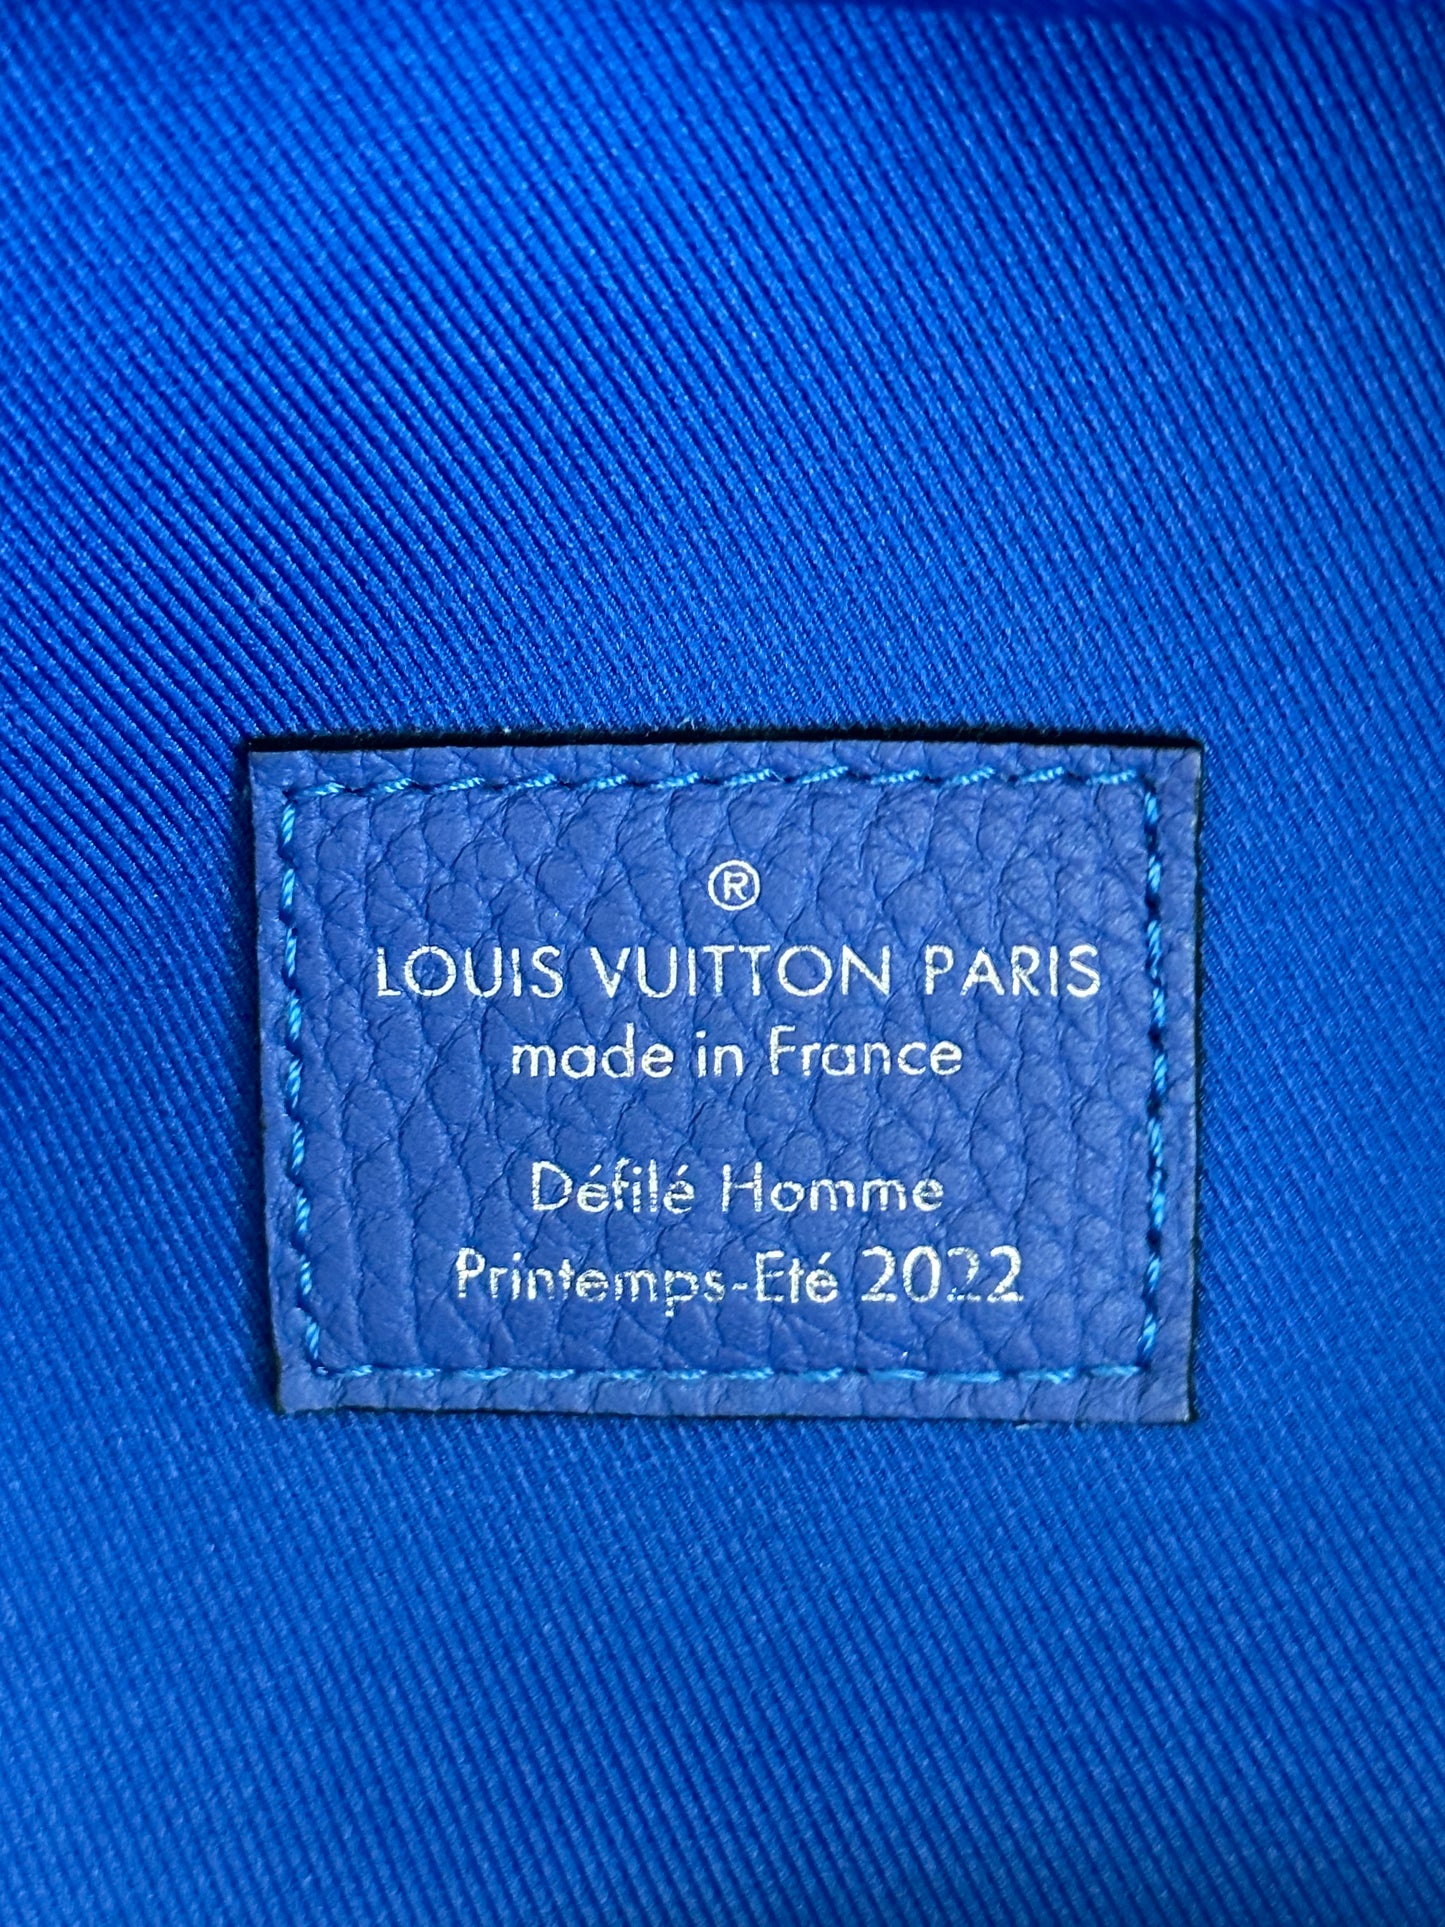 ®
LOUIS VUITTON PARIS
made in France
Défilé Homme
Printemps-Eté 2022